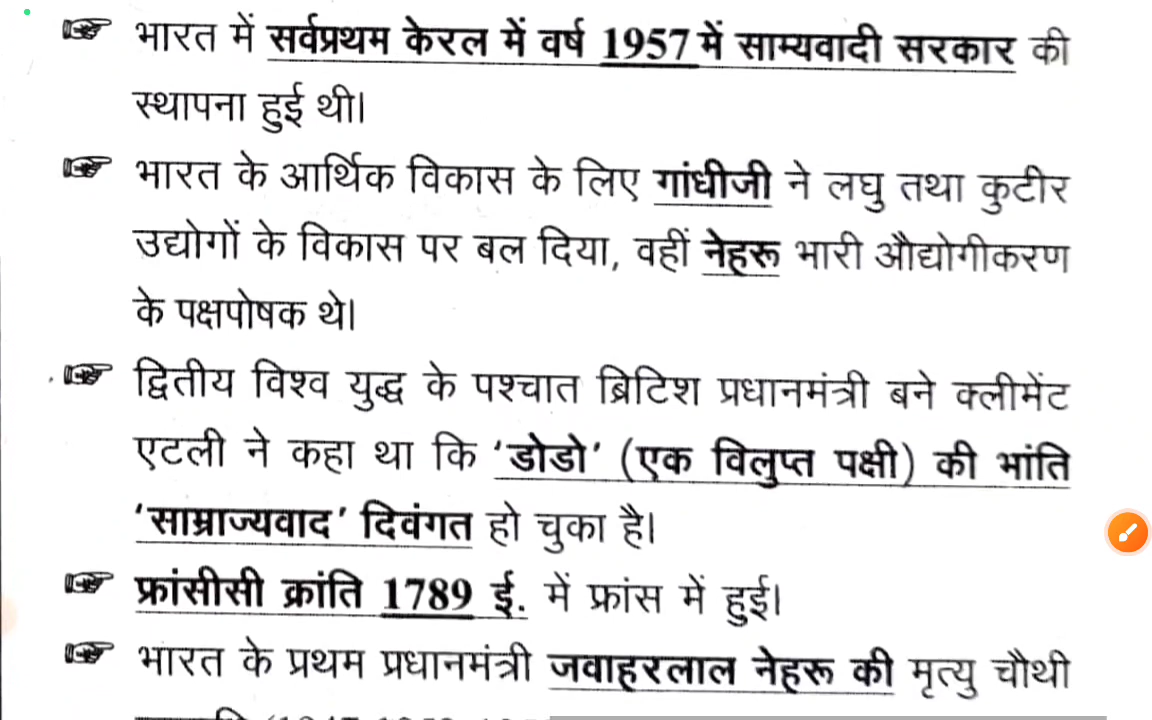 भारत में सर्वप्रथम केरल में वर्ष 1957 में साम्यवादी सरकार की
स्थापना हुई थी।
भारत के आर्थिक विकास के लिए गांधीजी ने लघु तथा कुटीर
उद्योगों के विकास पर बल दिया, वहीं नेहरू भारी औद्योगीकरण
के पक्षपोषक थे।
द्वितीय विश्व युद्ध के पश्चात ब्रिटिश प्रधानमंत्री बने क्लीमेंट
एटली ने कहा था कि ‘डोडो’ (एक विलुप्त पक्षी) की भांति
‘साम्राज्यवाद’ दिवंगत हो चुका है।
फ्रांसीसी क्रांति 1789 ई. में फ्रांस में हुई।
भारत के प्रथम प्रधानमंत्री जवाहरलाल नेहरू की मृत्यु चौथी